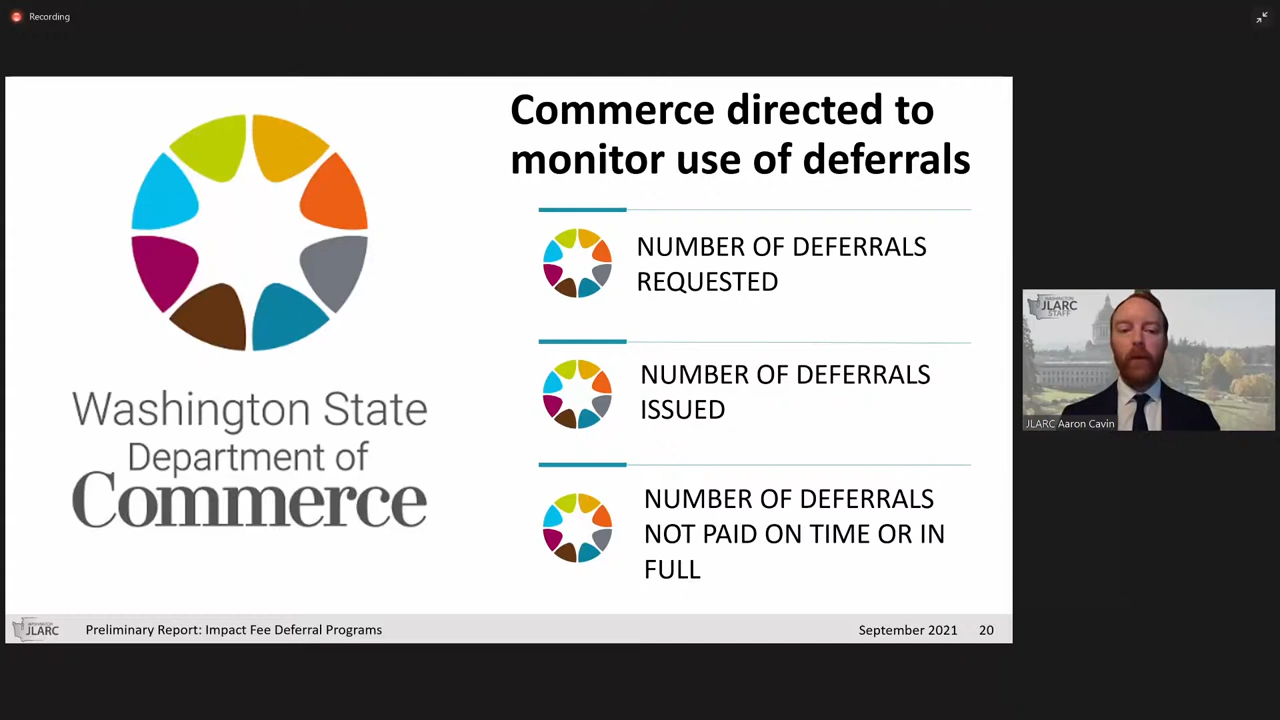 Recording
Commerce directed to
monitor use of deferrals
NUMBER OF DEFERRALS
REQUESTED
NUMBER OF DEFERRALS
ISSUED
NUMBER OF DEFERRALS
NOT PAID ON TIME OR IN
FULL
Washington State
Department of
Commerce
WASHINGTON
JLARC
Preliminary Report: Impact Fee Deferral Programs
September 2021 20
WASHINGTON
JLARC
STAFF
JLARC Aaron Cavin